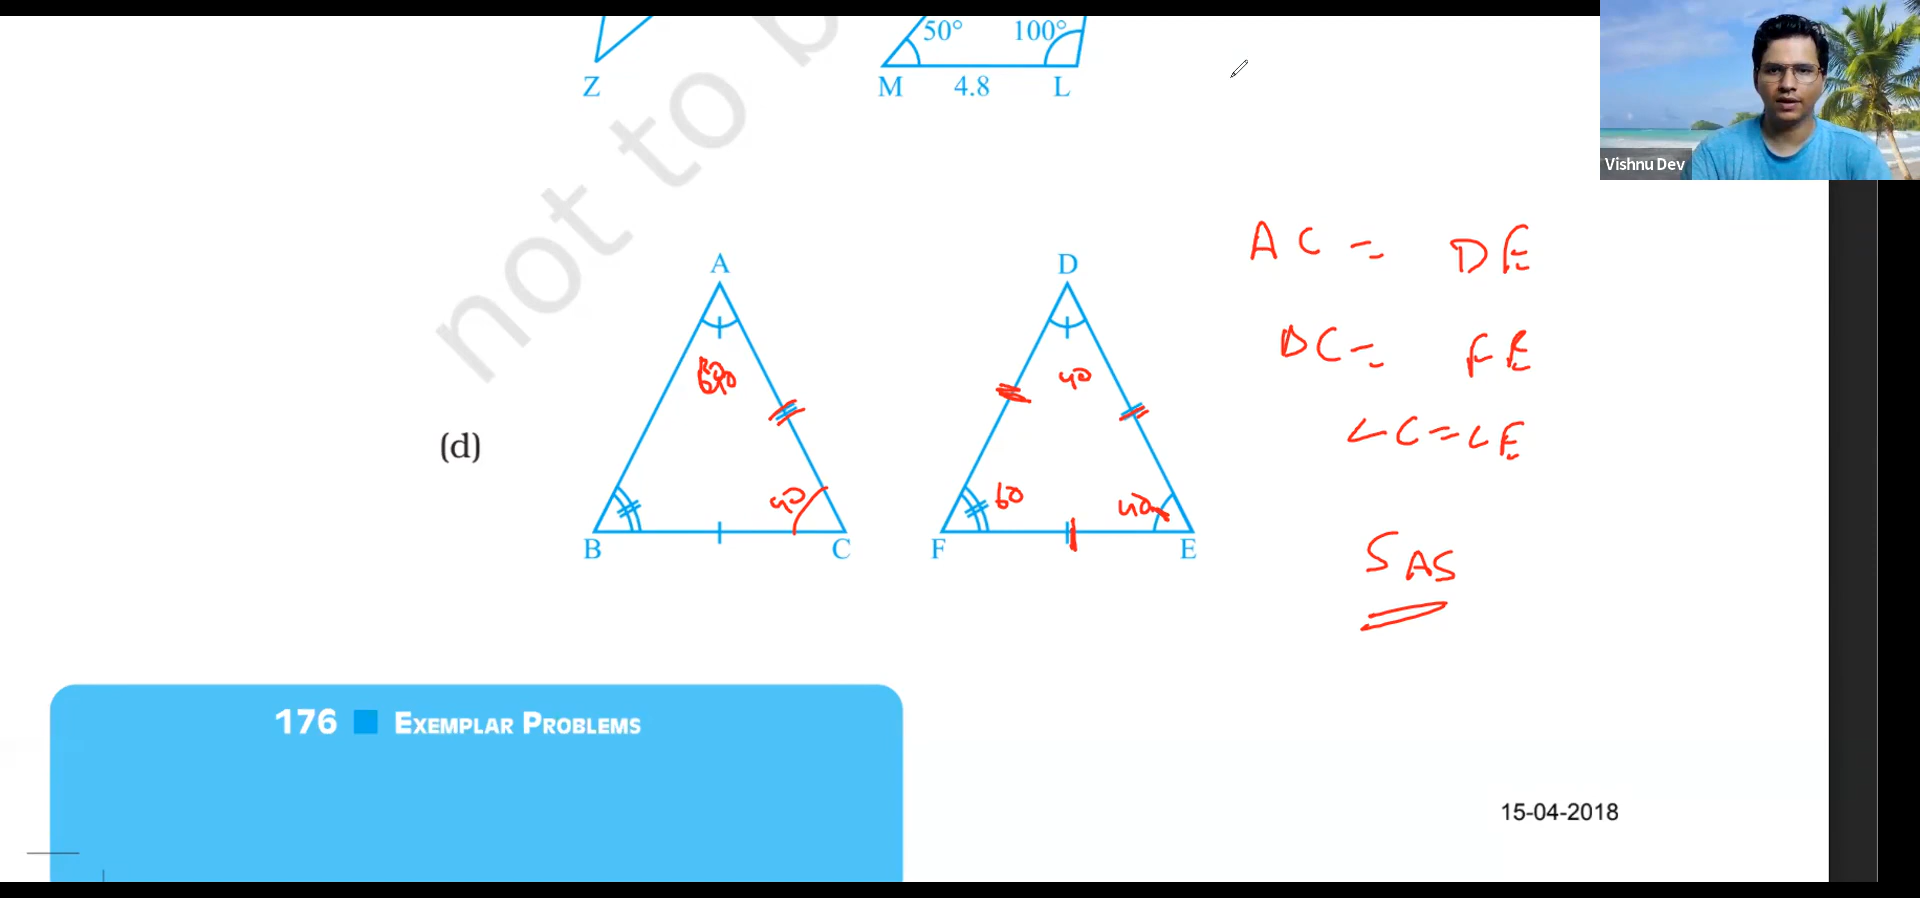 50° 100°
Z M 4.8 L
Vishnu Dev
not to b
A D
AC = DE
BC = FE
40
∠C = ∠E
(d)
40 60 40
B C F E
SAS
176 EXEMPLAR PROBLEMS
15-04-2018